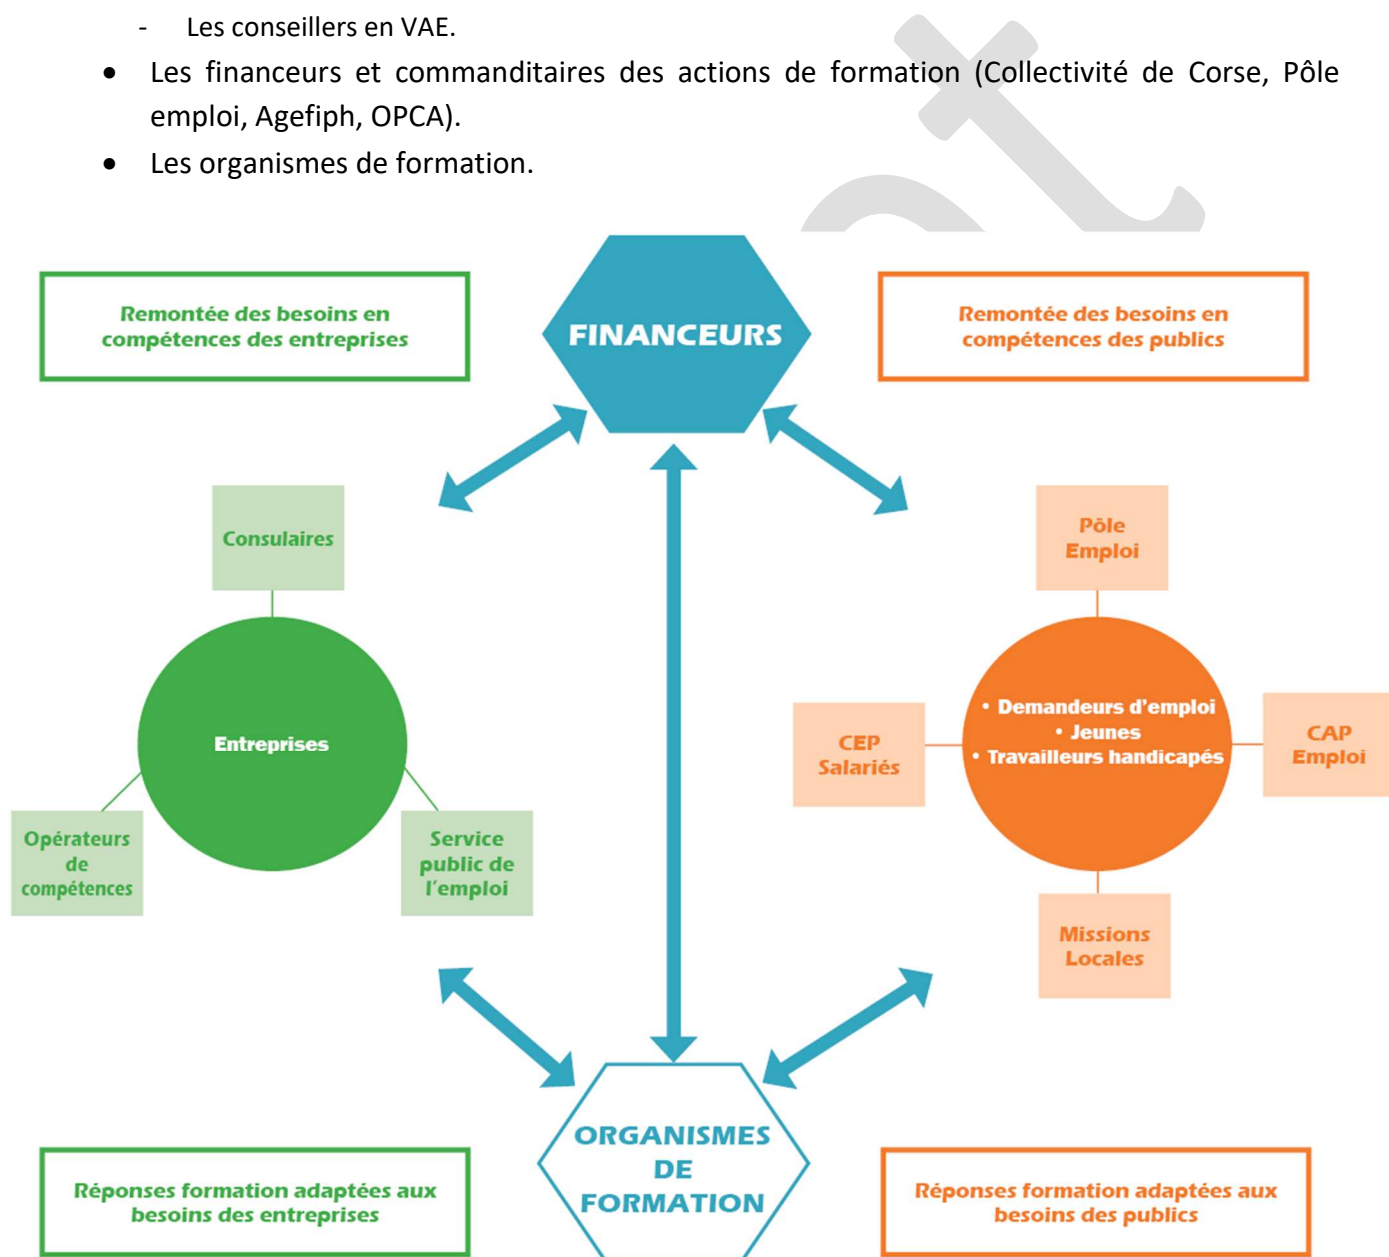 - Les conseillers en VAE.
• Les financeurs et commanditaires des actions de formation (Collectivité de Corse, Pôle
emploi, Agefiph, OPCA).
• Les organismes de formation.
Remontée des besoins en
compétences des entreprises
FINANCEURS
Remontée des besoins en
compétences des publics
Consulaires
Pôle
Emploi
Entreprises
• Demandeurs d'emploi
• Jeunes
• Travailleurs handicapés
CEP
Salariés
CAP
Emploi
Opérateurs
de
compétences
Service
public de
l'emploi
Missions
Locales
ORGANISMES
DE
FORMATION
Réponses formation adaptées aux
besoins des entreprises
Réponses formation adaptées aux
besoins des publics